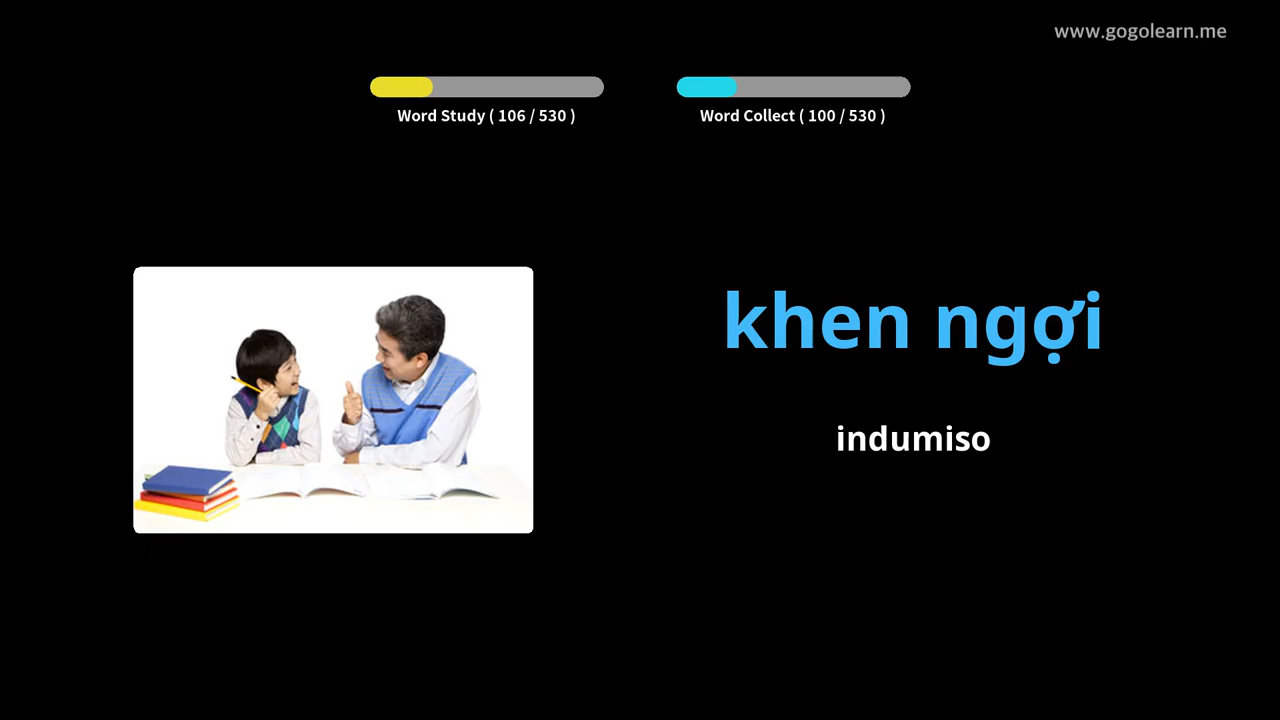 www.gogolearn.me
Word Study ( 106 / 530 )
Word Collect ( 100 / 530 )
khen ngợi
indumiso